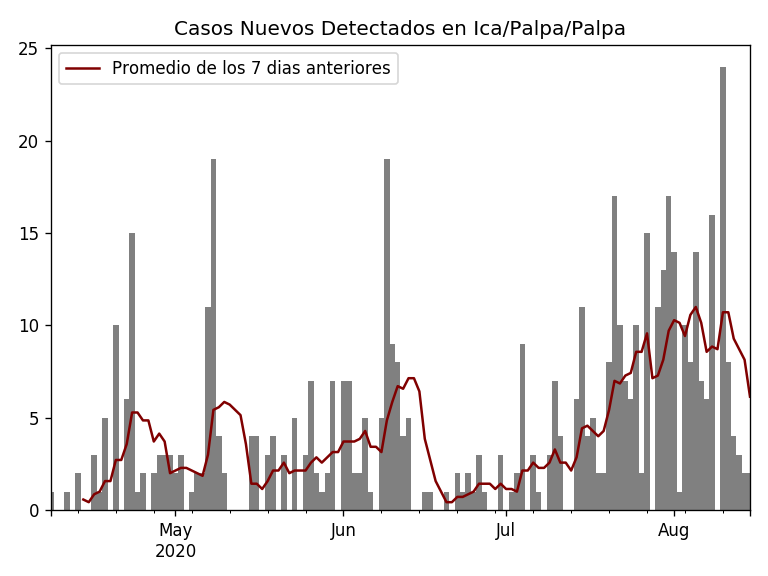 Casos Nuevos Detectados en Ica/Palpa/Palpa
Promedio de los 7 dias anteriores
25
20
15
10
5
0
May
2020
Jun
Jul
Aug